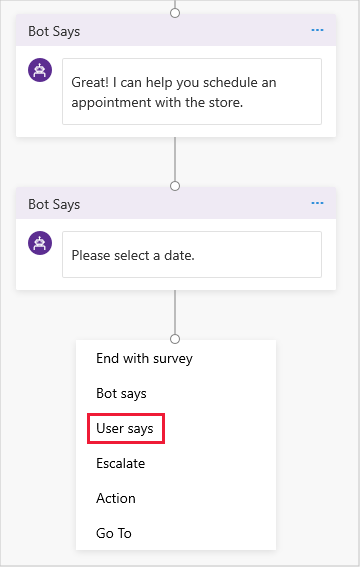 Bot Says
...
Great! I can help you schedule an
appointment with the store.
Bot Says
...
Please select a date.
End with survey
Bot says
User says
Escalate
Action
Go To